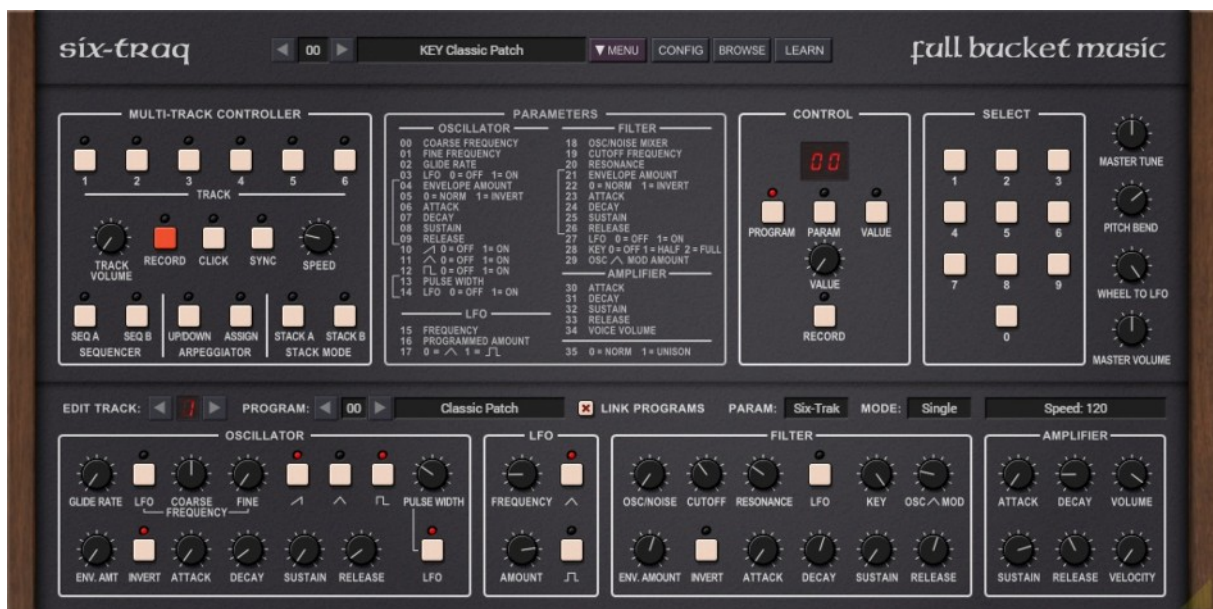 six-traq
00
KEY Classic Patch
▼ MENU
CONFIG
BROWSE
LEARN
full bucket music
MULTI-TRACK CONTROLLER
1 2 3 4 5 6
TRACK
TRACK VOLUME
RECORD
CLICK
SYNC
SPEED
SEQ A SEQ B
UP/DOWN ASSIGN
STACK A STACK B
SEQUENCER
ARPEGGIATOR
STACK MODE
PARAMETERS
OSCILLATOR
00 COARSE FREQUENCY
01 FINE FREQUENCY
02 GLIDE RATE
03 LFO 0 = OFF 1= ON
04 ENVELOPE AMOUNT
05 0= NORM 1= INVERT
06 ATTACK
07 DECAY
08 SUSTAIN
09 RELEASE
10 0 = OFF 1= ON
11 0 = OFF 1= ON
12 0 = OFF 1= ON
13 PULSE WIDTH
14 LFO 0 = OFF 1= ON
LFO
15 FREQUENCY
16 PROGRAMMED AMOUNT
17 0 = 1 =
FILTER
18 OSC/NOISE MIXER
19 CUTOFF FREQUENCY
20 RESONANCE
21 ENVELOPE AMOUNT
22 0 = NORM 1 = INVERT
23 ATTACK
24 DECAY
25 SUSTAIN
26 RELEASE
27 LFO 0 = OFF 1= ON
28 KEY 0= OFF 1= HALF 2= FULL
29 OSC MOD AMOUNT
AMPLIFIER
30 ATTACK
31 DECAY
32 SUSTAIN
33 RELEASE
34 VOICE VOLUME
35 0 = NORM 1= UNISON
CONTROL
00
PROGRAM PARAM VALUE
VALUE
RECORD
SELECT
1 2 3
4 5 6
7 8 9
0
MASTER TUNE
PITCH BEND
WHEEL TO LFO
MASTER VOLUME
EDIT TRACK: 1
PROGRAM: 00
Classic Patch
LINK PROGRAMS
PARAM: Six-Trak
MODE: Single
Speed: 120
OSCILLATOR
GLIDE RATE LFO COARSE FINE PULSE WIDTH
FREQUENCY
ENV. AMT INVERT ATTACK DECAY SUSTAIN RELEASE LFO
LFO
FREQUENCY
AMOUNT
FILTER
OSC/NOISE CUTOFF RESONANCE LFO KEY OSC MOD
ENV. AMOUNT INVERT ATTACK DECAY SUSTAIN RELEASE
AMPLIFIER
ATTACK DECAY VOLUME
SUSTAIN RELEASE VELOCITY